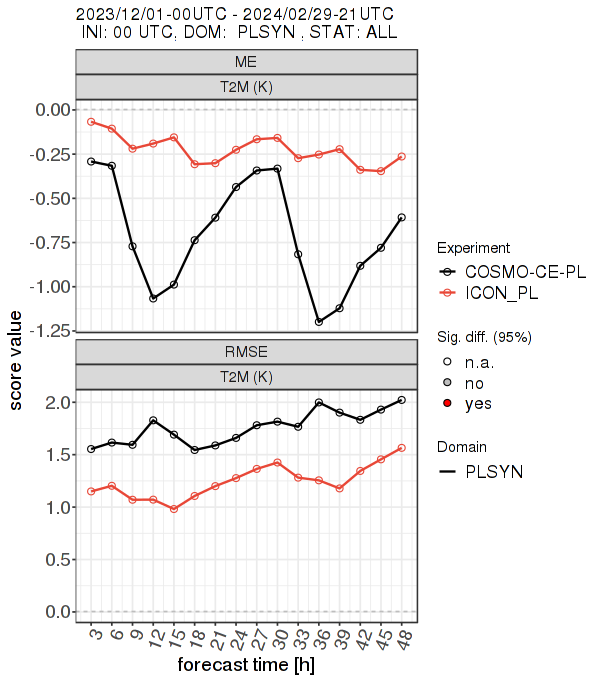 2023/12/01-00UTC - 2024/02/29-21UTC
INI: 00 UTC, DOM: PLSYN , STAT: ALL
ME
T2M (K)
0.00
-0.25
-0.50
-0.75
-1.00
-1.25
RMSE
T2M (K)
2.0
1.5
1.0
0.5
0.0
3 6 9 12 15 18 21 24 27 30 33 36 39 42 45 48
forecast time [h]
score value
Experiment
COSMO-CE-PL
ICON_PL
Sig. diff. (95%)
n.a.
no
yes
Domain
PLSYN